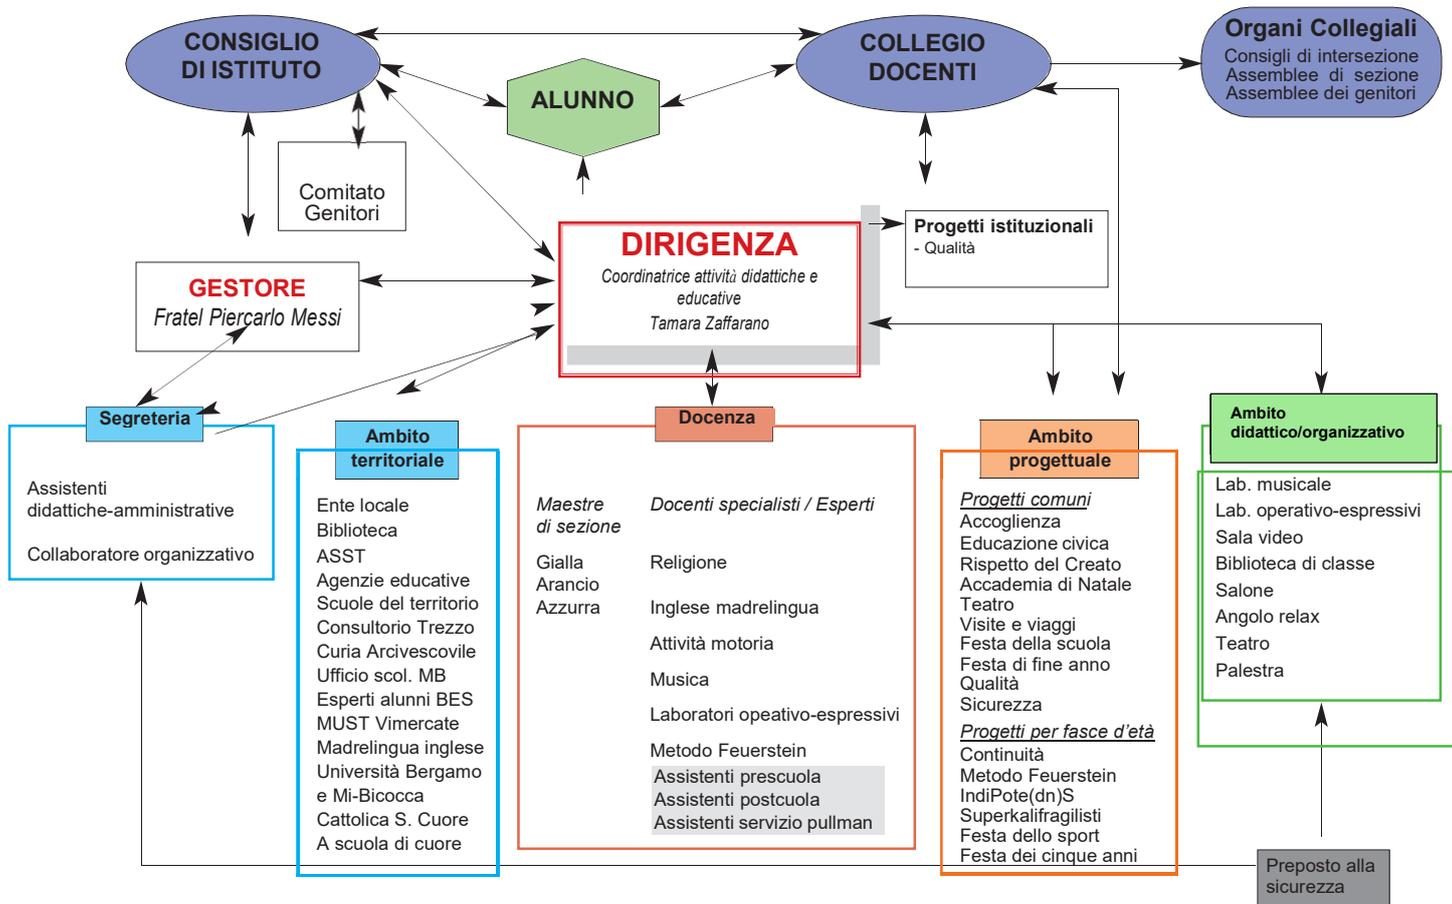 CONSIGLIO
DI ISTITUTO
ALUNNO
COLLEGIO
DOCENTI
Organi Collegiali
Consigli di intersezione
Assemblee di sezione
Assemblee dei genitori
Comitato
Genitori
GESTORE
Fratel Piercarlo Messi
DIRIGENZA
Coordinatrice attività didattiche e
educative
Tamara Zaffarano
Progetti istituzionali
- Qualità
Segreteria
Assistenti
didattiche-amministrative
Collaboratore organizzativo
Ambito
territoriale
Ente locale
Biblioteca
ASST
Agenzie educative
Scuole del territorio
Consultorio Trezzo
Curia Arcivescovile
Ufficio scol. MB
Esperti alunni BES
MUST Vimercate
Madrelingua inglese
Università Bergamo
e Mi-Bicocca
Cattolica S. Cuore
A scuola di cuore
Docenza
Maestre
di sezione
Gialla
Arancio
Azzurra
Docenti specialisti / Esperti
Religione
Inglese madrelingua
Attività motoria
Musica
Laboratori opeativo-espressivi
Metodo Feuerstein
Assistenti prescuola
Assistenti postcuola
Assistenti servizio pullman
Ambito
progettuale
Progetti comuni
Accoglienza
Educazione civica
Rispetto del Creato
Accademia di Natale
Teatro
Visite e viaggi
Festa della scuola
Festa di fine anno
Qualità
Sicurezza
Progetti per fasce d'età
Continuità
Metodo Feuerstein
IndiPote(dn)S
Superkalifragilisti
Festa dello sport
Festa dei cinque anni
Ambito
didattico/organizzativo
Lab. musicale
Lab. operativo-espressivi
Sala video
Biblioteca di classe
Salone
Angolo relax
Teatro
Palestra
Preposto alla
sicurezza